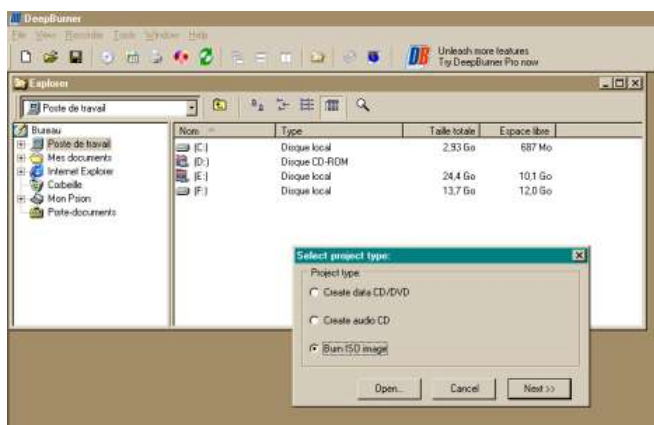 DeepBurner
File View Recorder Tools Window Help
Unleash more features
Try DeepBurner Pro now
Explorer
Poste de travail
Bureau
Poste de travail
Mes documents
Internet Explorer
Corbeille
Mon Psion
Porte-documents
Nom Type Taille totale Espace libre
(C:) Disque local 2,93 Go 687 Mo
(D:) Disque CD-ROM
(E:) Disque local 24,4 Go 10,1 Go
(F:) Disque local 13,7 Go 12,0 Go
Select project type:
Project type
Create data CD/DVD
Create audio CD
Burn ISO image
Open... Cancel Next >>